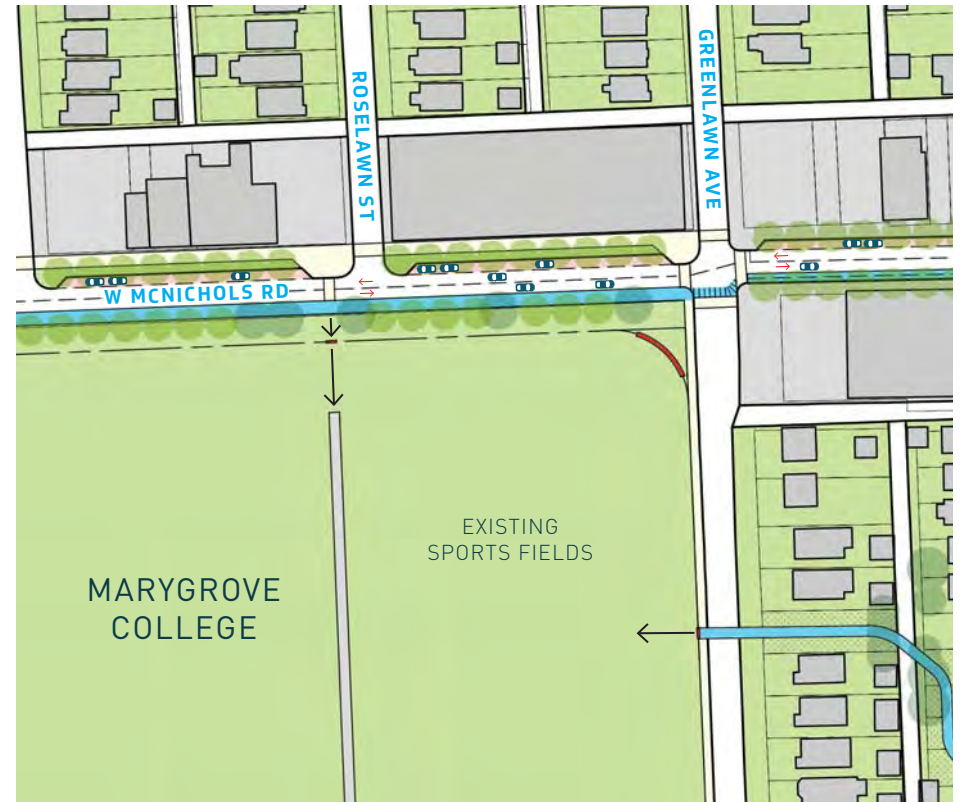 ROSELAWN ST
GREENLAWN AVE
W MCNICHOLS RD
EXISTING
SPORTS FIELDS
MARYGROVE
COLLEGE